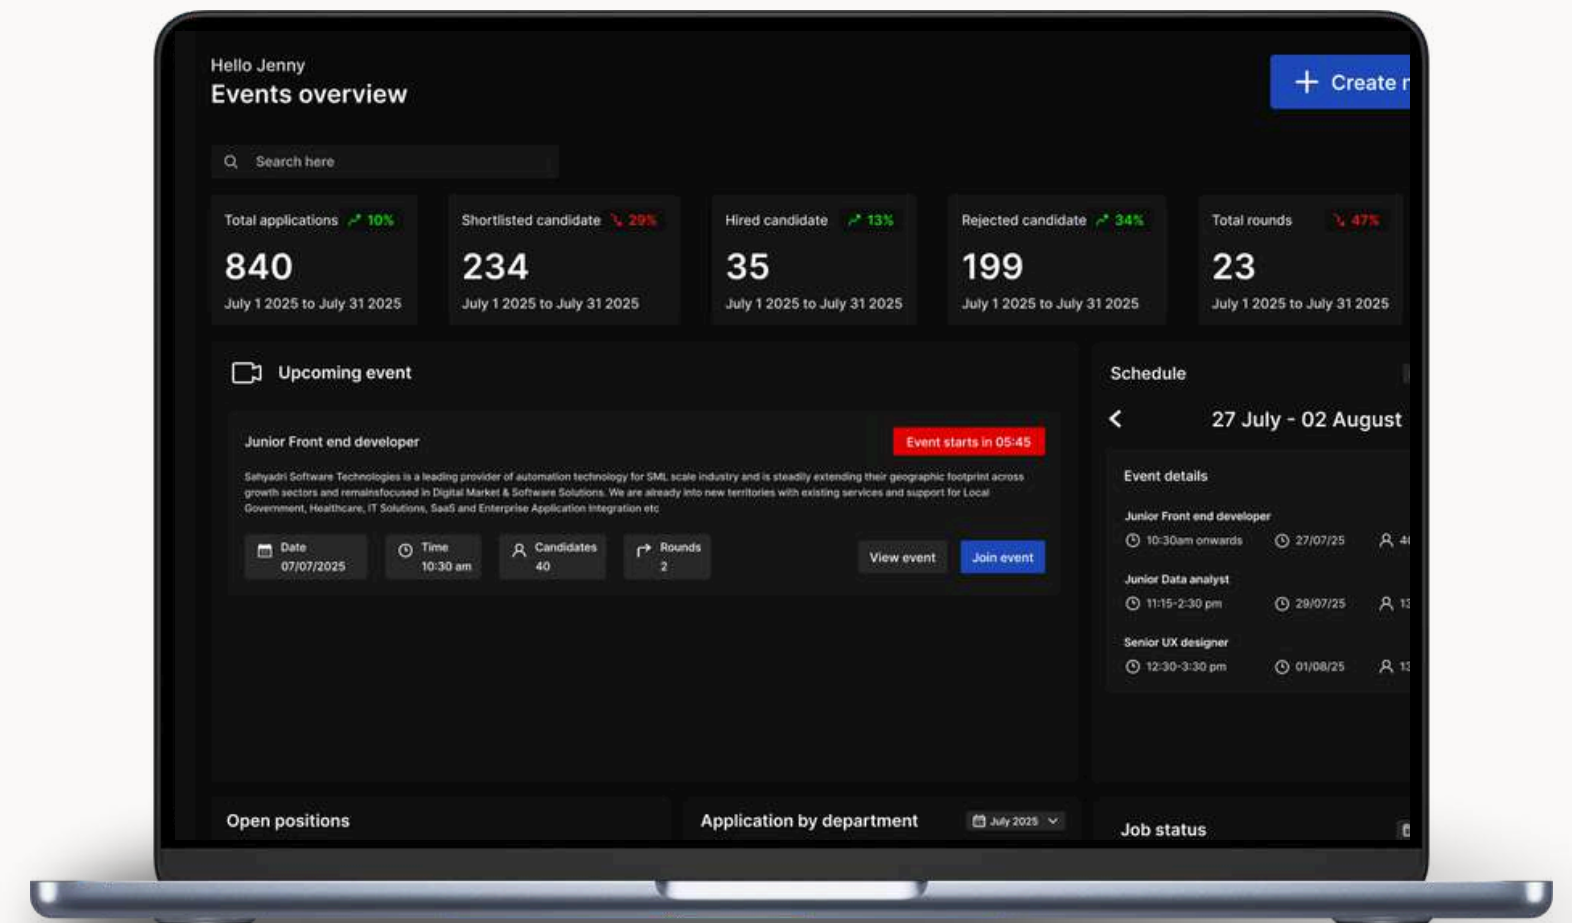 Hello Jenny
Events overview
Create
Search here
Total applications 10%
840
July 1 2025 to July 31 2025
Shortlisted candidate 29%
234
July 1 2025 to July 31 2025
Hired candidate 13%
35
July 1 2025 to July 31 2025
Rejected candidate 34%
199
July 1 2025 to July 31 2025
Total rounds 47%
23
July 1 2025 to July 31 2025
Upcoming event
Junior Front end developer
Event starts in 05:45
Sahyadri Software Technologies is a leading provider of automation technology for SML scale industry and is steadily extending their geographic footprint across
growth sectors and remainsfocused in Digital Market & Software Solutions. We are already into new territories with existing services and support for Local
Government, Healthcare, IT Solutions, SaaS and Enterprise Application Integration etc
Date
07/07/2025
Time
10:30 am
Candidates
40
Rounds
2
View event
Join event
Schedule
27 July - 02 August
Event details
Junior Front end developer
10:30am onwards 27/07/25
Junior Data analyst
11:15-2:30 pm 29/07/25
Senior UX designer
12:30-3:30 pm 01/08/25
Open positions
Application by department
July 2025
Job status